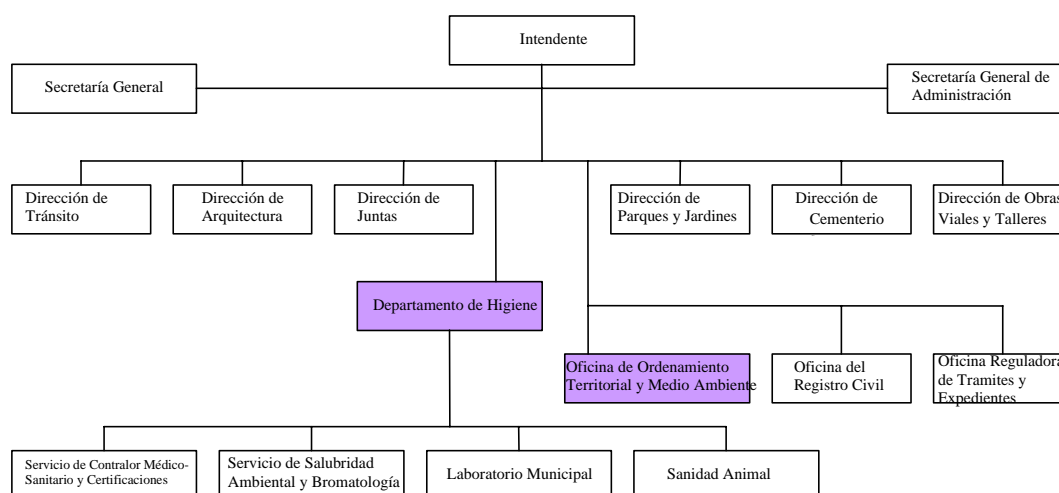 Intendente
Secretaría General
Secretaría General de
Administración
Dirección de
Tránsito
Dirección de
Arquitectura
Dirección de
Juntas
Dirección de
Parques y Jardines
Dirección de
Cementerio
Dirección de Obras
Viales y Talleres
Departamento de Higiene
Oficina de Ordenamiento
Territorial y Medio Ambiente
Oficina del
Registro Civil
Oficina Reguladora
de Tramites y
Expedientes
Servicio de Contralor Médico-
Sanitario y Certificaciones
Servicio de Salubridad
Ambiental y Bromatología
Laboratorio Municipal
Sanidad Animal